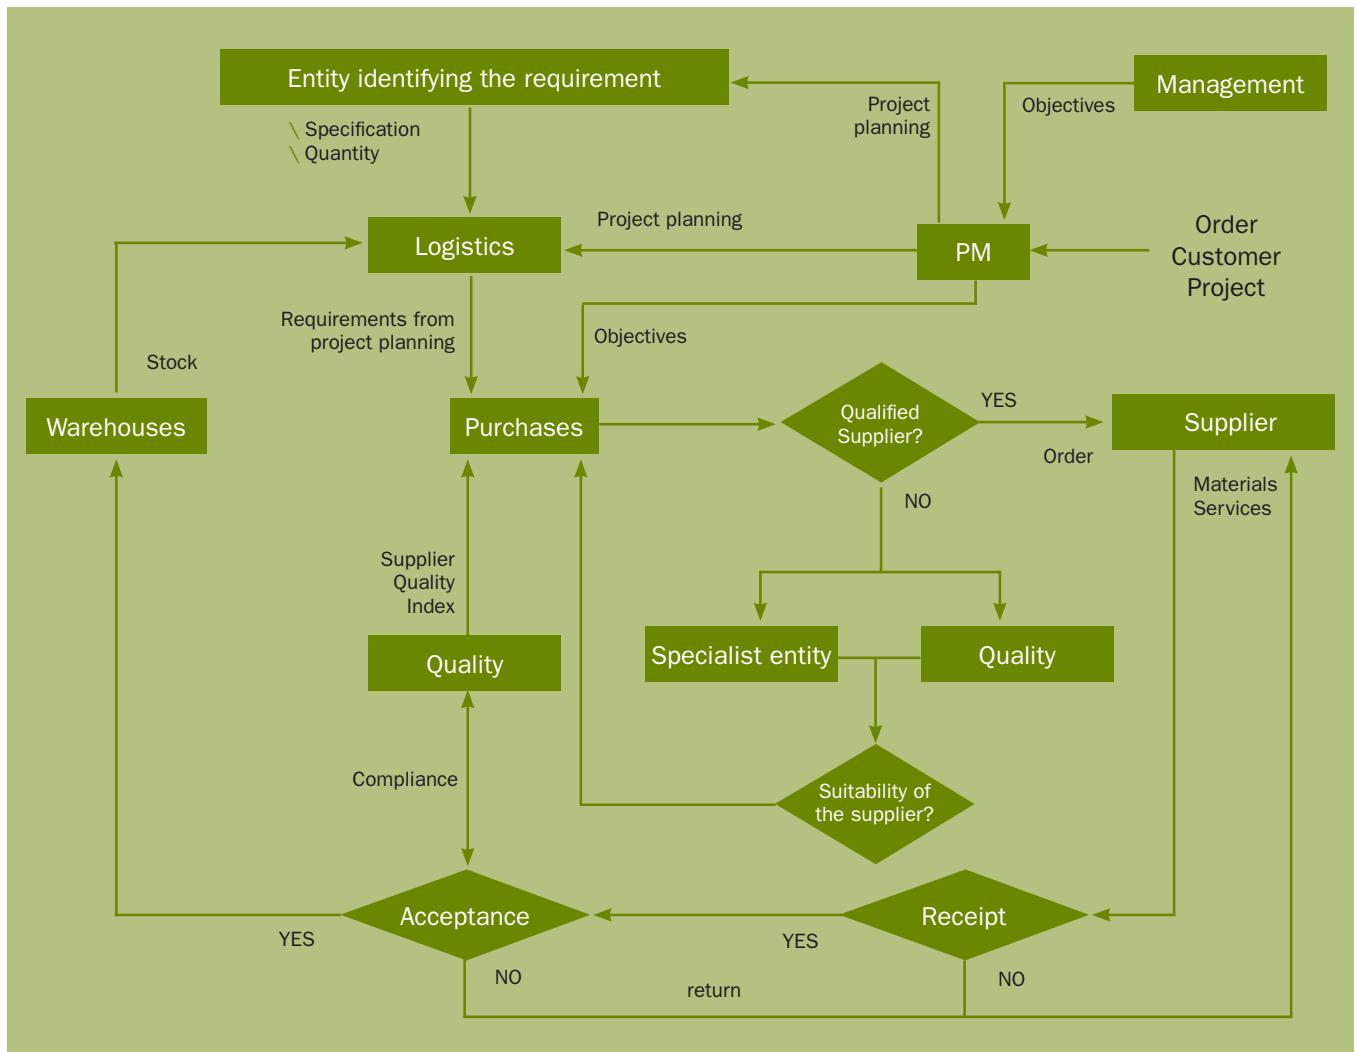 Entity identifying the requirement
Management
Project
planning
Objectives
\ Specification
\ Quantity
Project planning
Order
Customer
Project
Logistics
PM
Requirements from
project planning
Objectives
Stock
Warehouses
Purchases
Qualified
Supplier?
YES
Order
Supplier
Materials
Services
NO
Supplier
Quality
Index
Quality
Specialist entity
Quality
Compliance
Suitability of
the supplier?
Acceptance
Receipt
YES
YES
NO
NO
return